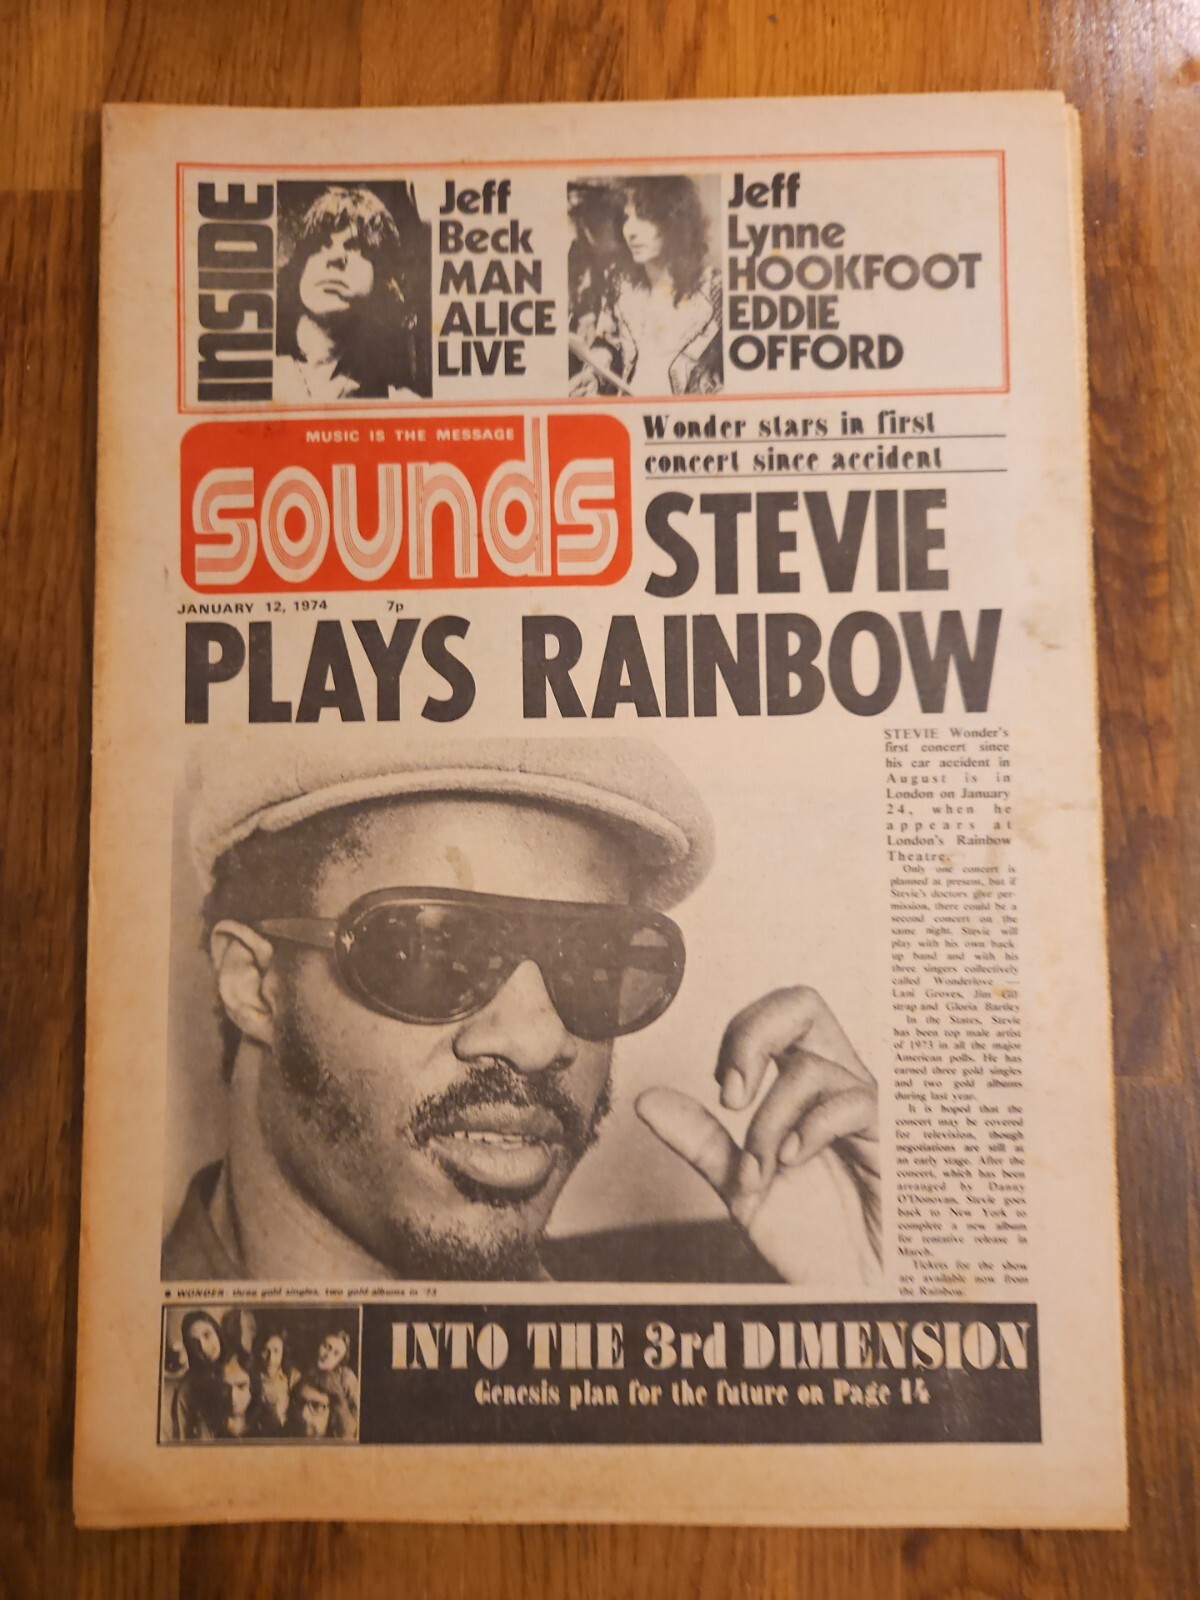 INSIDE
Jeff
Beck
MAN
ALICE
LIVE
Jeff
Lynne
HOOKFOOT
EDDIE
OFFORD
MUSIC IS THE MESSAGE
sounds
JANUARY 12, 1974 7p
Wonder stars in first
concert since accident
STEVIE
PLAYS RAINBOW
STEVIE Wonder's
first concert since
his car accident in
August is in
London on January
24, when he
appears at
London's Rainbow
Theatre.
Only one concert is
planned at present, but if
Stevie's doctors give per-
mission, there could be a
second concert on the
same night. Stevie will
play with his own back-
up band and with his
three singers collectively
called Wonderlove —
Lani Groves, Jim Gil
strap and Gloria Bartley
In the States, Stevie
has been top male artist
of 1973 in all the major
American polls. He has
earned three gold singles
and two gold albums
during last year.
It is hoped that the
concert may be covered
for television, though
negotiations are still at
an early stage. After the
concert, which has been
arranged by Danny
O'Donovan, Stevie goes
back to New York to
complete a new album
for tentative release in
March.
Tickets for the show
are available now from
the Rainbow.
● WONDER: three gold singles, two gold albums in '73
INTO THE 3rd DIMENSION
Genesis plan for the future on Page 14